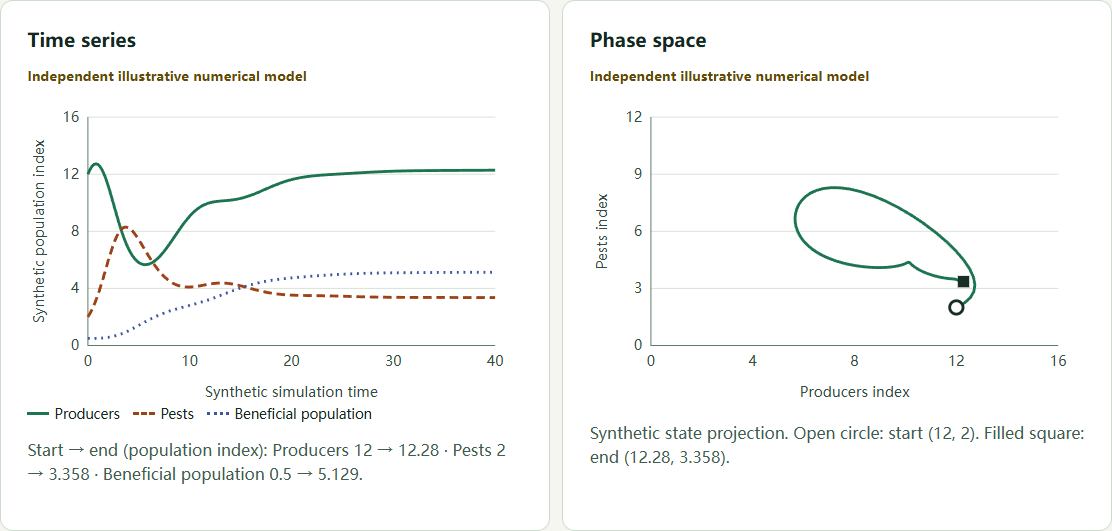 Time series
Independent illustrative numerical model
Synthetic population index
16
12
8
4
0
0 10 20 30 40
Synthetic simulation time
Producers Pests Beneficial population
Start → end (population index): Producers 12 → 12.28 · Pests 2
→ 3.358 · Beneficial population 0.5 → 5.129.
Phase space
Independent illustrative numerical model
Pests index
12
9
6
3
0
0 4 8 12 16
Producers index
Synthetic state projection. Open circle: start (12, 2). Filled square:
end (12.28, 3.358).